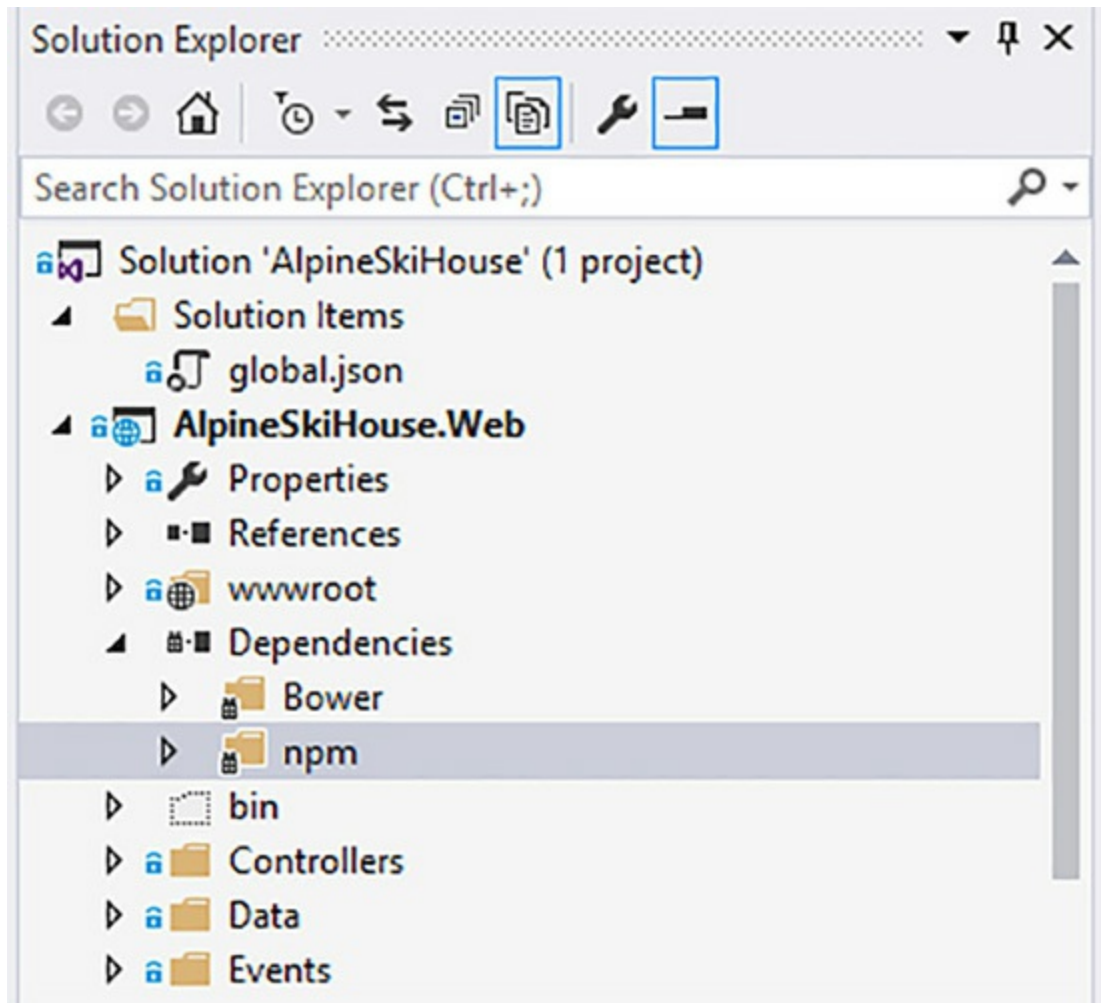 Solution Explorer
Search Solution Explorer (Ctrl+;)
Solution 'AlpineSkiHouse' (1 project)
Solution Items
global.json
AlpineSkiHouse.Web
Properties
References
wwwroot
Dependencies
Bower
npm
bin
Controllers
Data
Events